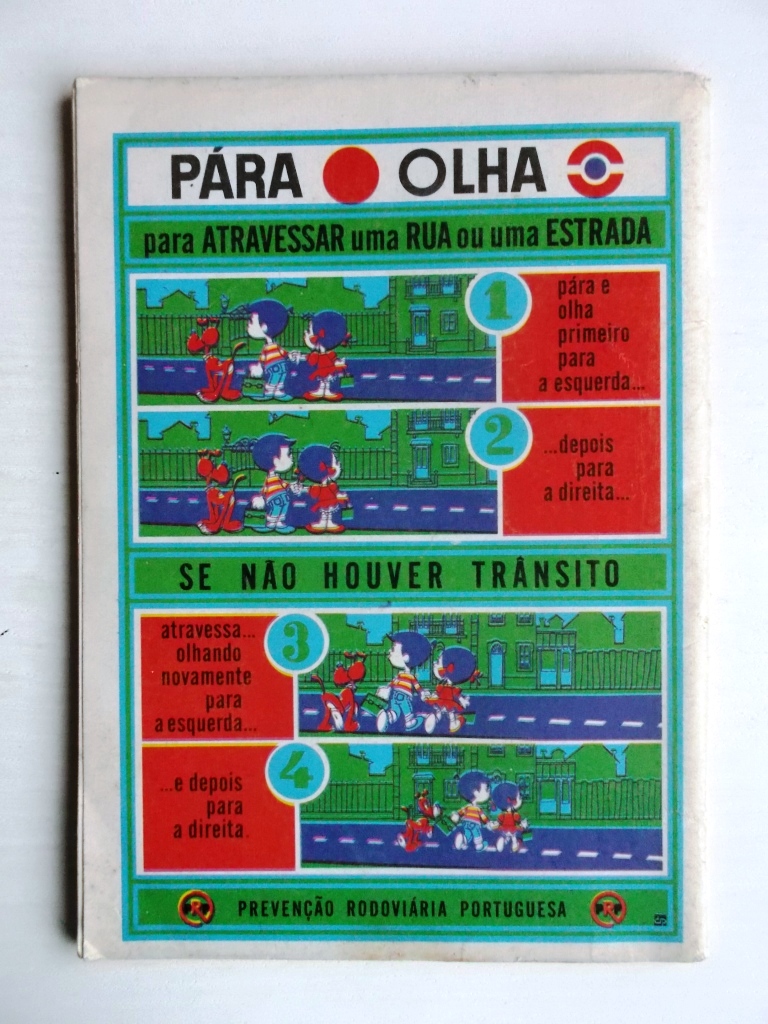 PÁRA OLHA
para ATRAVESSAR uma RUA ou uma ESTRADA
1
pára e
olha
primeiro
para
a esquerda...
2
...depois
para
a direita...
SE NÃO HOUVER TRÂNSITO
3
atravessa...
olhando
novamente
para
a esquerda...
4
...e depois
para
a direita.
R PREVENÇÃO RODOVIÁRIA PORTUGUESA R